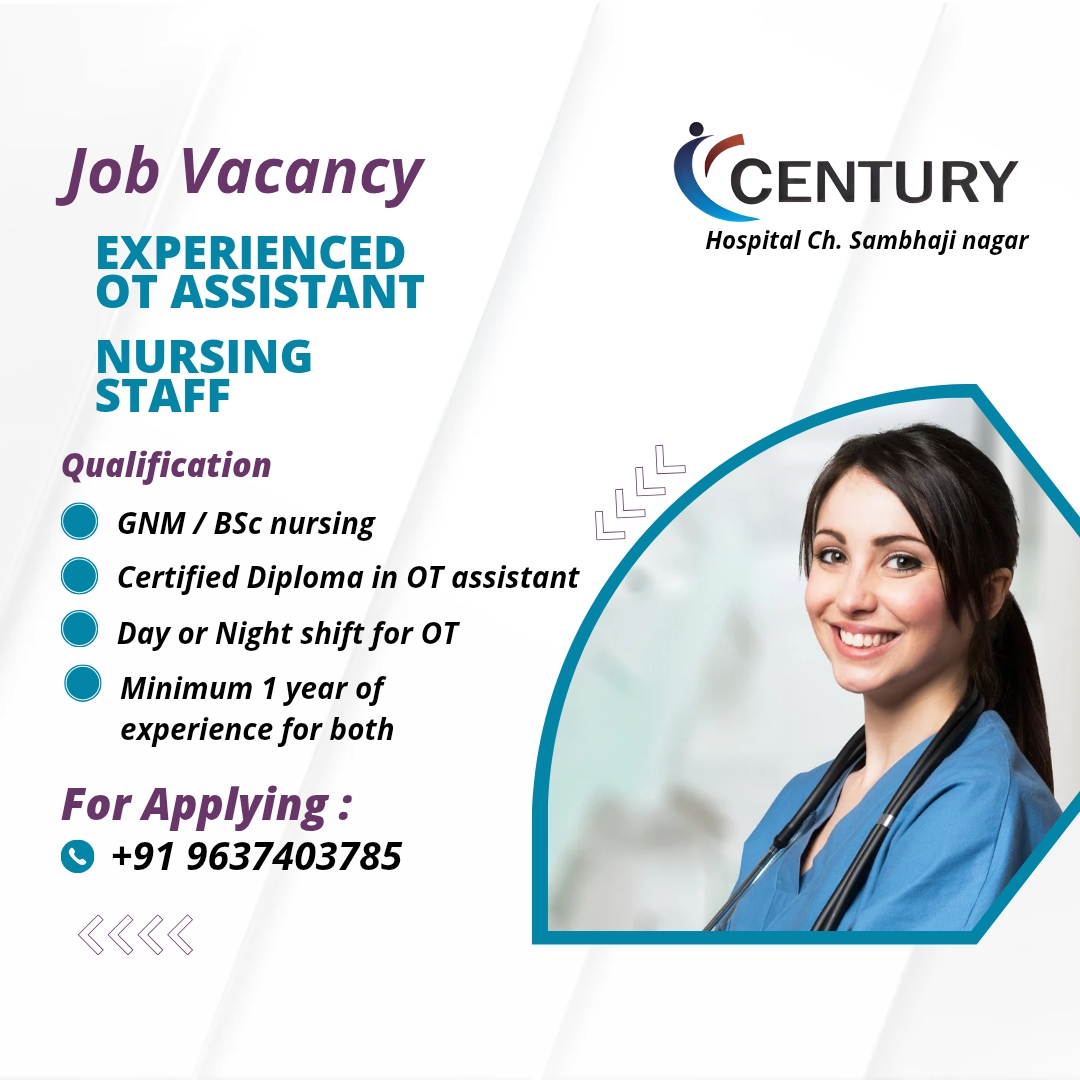 Job Vacancy
CENTURY
Hospital Ch. Sambhaji nagar
EXPERIENCED
OT ASSISTANT
NURSING
STAFF
Qualification
GNM / BSc nursing
Certified Diploma in OT assistant
Day or Night shift for OT
Minimum 1 year of
experience for both
For Applying :
+91 9637403785